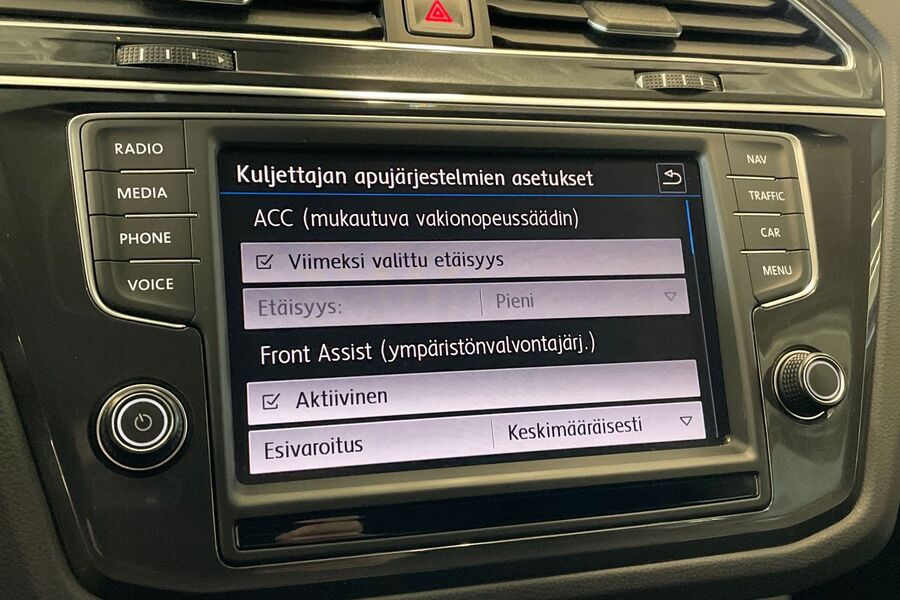 RADIO
MEDIA
PHONE
VOICE
Kuljettajan apujärjestelmien asetukset
ACC (mukautuva vakionopeussäädin)
Viimeksi valittu etäisyys
Etäisyys: Pieni
Front Assist (ympäristönvalvontajärj.)
Aktiivinen
Esivaroitus Keskimääräisesti
NAV
TRAFFIC
CAR
MENU